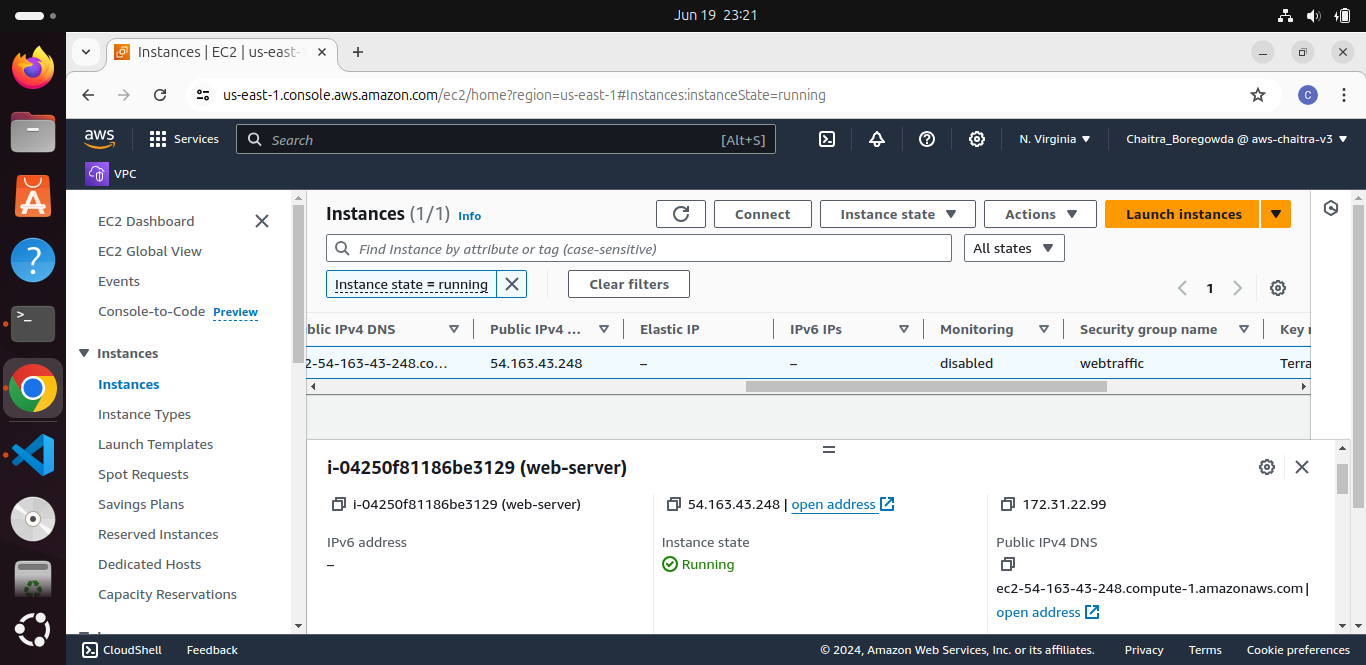 Jun 19 23:21
Instances | EC2 | us-east-
us-east-1.console.aws.amazon.com/ec2/home?region=us-east-1#Instances:instanceState=running
C
aws
Services
Search
[Alt+S]
N. Virginia
Chaitra_Boregowda @ aws-chaitra-v3
VPC
EC2 Dashboard
EC2 Global View
Events
Console-to-Code Preview
Instances
Instances
Instance Types
Launch Templates
Spot Requests
Savings Plans
Reserved Instances
Dedicated Hosts
Capacity Reservations
Instances (1/1) Info
Connect
Instance state
Actions
Launch instances
Find Instance by attribute or tag (case-sensitive)
All states
Instance state = running
Clear filters
1
blic IPv4 DNS Public IPv4 ... Elastic IP IPv6 IPs Monitoring Security group name Key
2-54-163-43-248.co... 54.163.43.248 – – disabled webtraffic Terra
i-04250f81186be3129 (web-server)
i-04250f81186be3129 (web-server)
IPv6 address
–
54.163.43.248 | open address
Instance state
Running
172.31.22.99
Public IPv4 DNS
ec2-54-163-43-248.compute-1.amazonaws.com |
open address
CloudShell
Feedback
© 2024, Amazon Web Services, Inc. or its affiliates.
Privacy
Terms
Cookie preferences